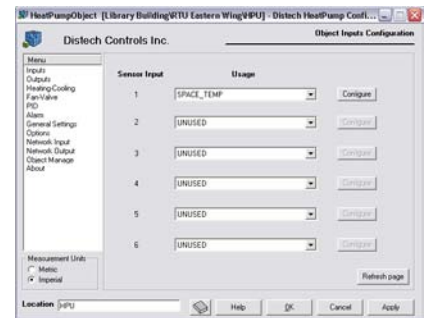 HeatPumpObject [Library Building\RTU Eastern Wing\HPU] - Distech HeatPump Confi...
Distech Controls Inc.
Object Inputs Configuration
Menu
Inputs
Outputs
Heating-Cooling
Fan-Valve
PID
Alarm
General Settings
Options
Network Input
Network Output
Object Manage
About
Sensor Input
Usage
1
SPACE_TEMP
Configure
2
UNUSED
Configure
3
UNUSED
Configure
4
UNUSED
Configure
5
UNUSED
Configure
6
UNUSED
Configure
Measurement Units
Metric
Imperial
Refresh page
Location HPU
Help
OK
Cancel
Apply